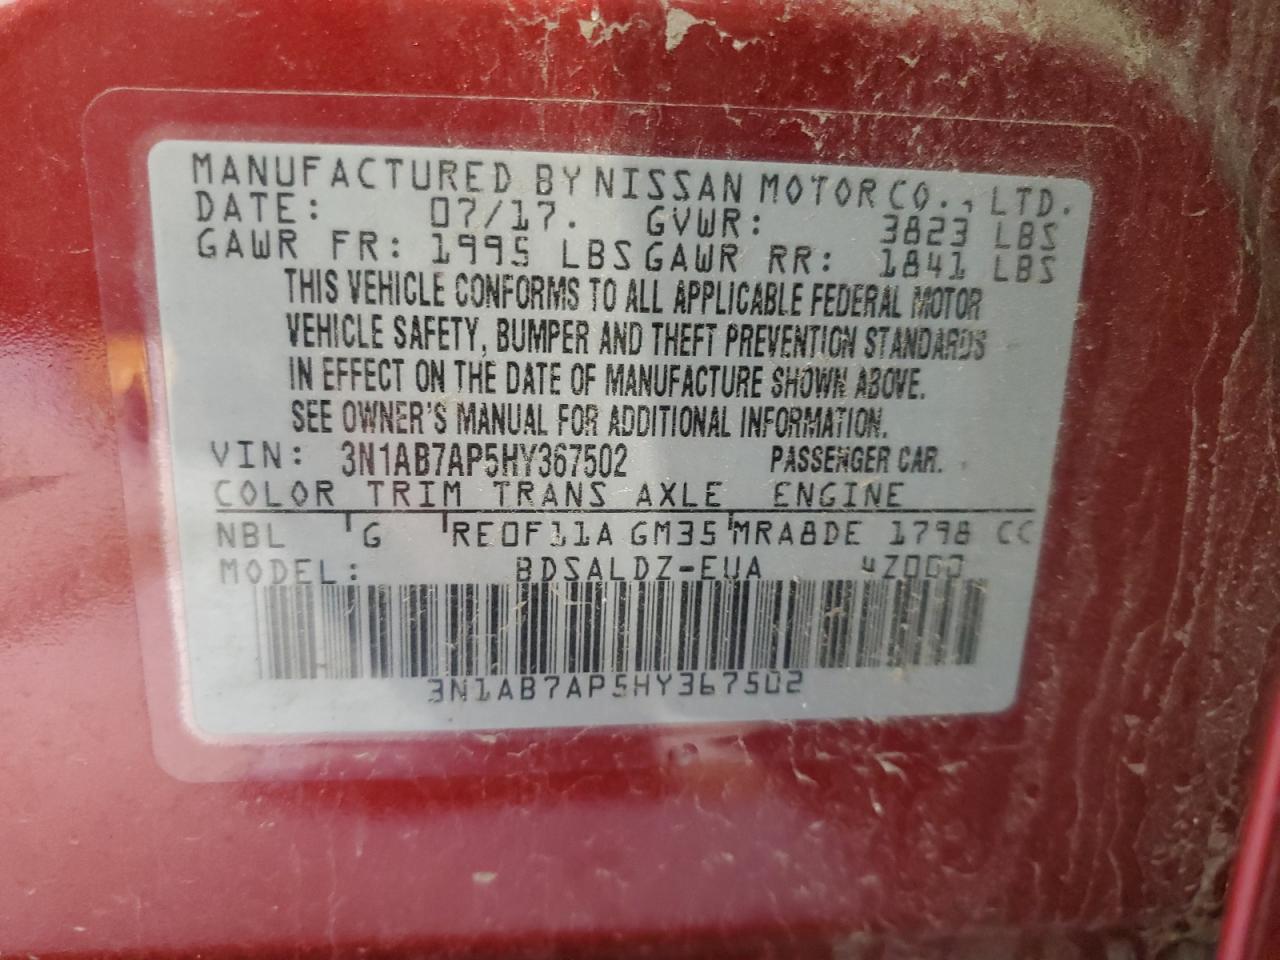 MANUFACTURED BY NISSAN MOTOR CO., LTD.
DATE: 07/17. GVWR: 3823 LBS
GAWR FR: 1995 LBS GAWR RR: 1841 LBS
THIS VEHICLE CONFORMS TO ALL APPLICABLE FEDERAL MOTOR
VEHICLE SAFETY, BUMPER AND THEFT PREVENTION STANDARDS
IN EFFECT ON THE DATE OF MANUFACTURE SHOWN ABOVE.
SEE OWNER'S MANUAL FOR ADDITIONAL INFORMATION.
VIN: 3N1AB7AP5HY367502 PASSENGER CAR.
COLOR TRIM TRANS AXLE ENGINE
NBL G RE0F11A GM35 MRA8DE 1798 CC
MODEL: BDSALDZ-EUA 4Z000
3N1AB7AP5HY367502